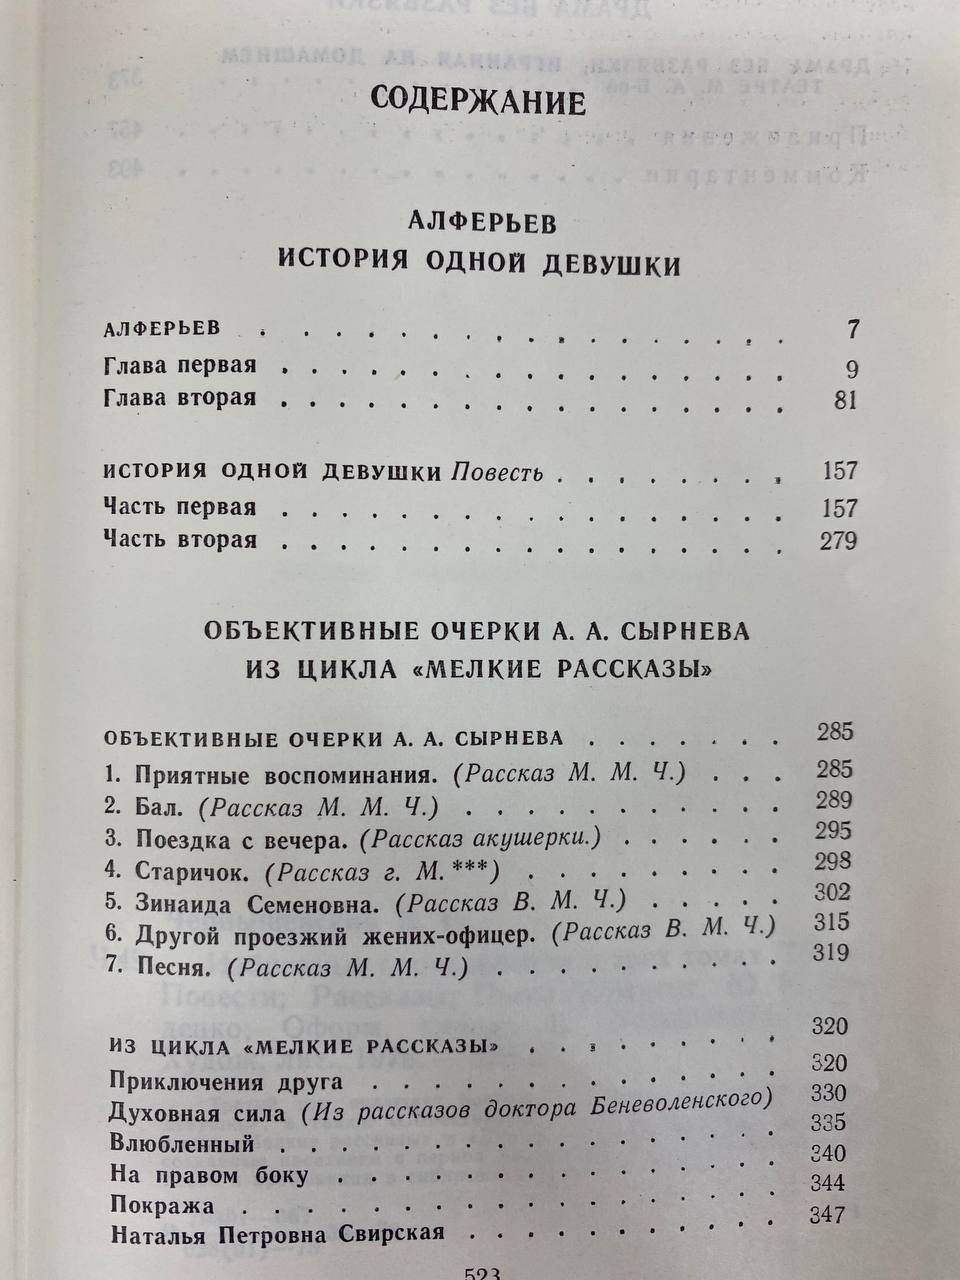 СОДЕРЖАНИЕ
АЛФЕРЬЕВ
ИСТОРИЯ ОДНОЙ ДЕВУШКИ
АЛФЕРЬЕВ . . . . . . . . . . . . . . . . . 7
Глава первая . . . . . . . . . . . . . . . . . 9
Глава вторая . . . . . . . . . . . . . . . . . 81
ИСТОРИЯ ОДНОЙ ДЕВУШКИ Повесть . . . . . . . . 157
Часть первая . . . . . . . . . . . . . . . . . 157
Часть вторая . . . . . . . . . . . . . . . . . 279
ОБЪЕКТИВНЫЕ ОЧЕРКИ А. А. СЫРНЕВА
ИЗ ЦИКЛА «МЕЛКИЕ РАССКАЗЫ»
ОБЪЕКТИВНЫЕ ОЧЕРКИ А. А. СЫРНЕВА . . . . . . . 285
1. Приятные воспоминания. (Рассказ М. М. Ч.) . . . 285
2. Бал. (Рассказ М. М. Ч.) . . . . . . . . . . . 289
3. Поездка с вечера. (Рассказ акушерки.) . . . . . . 295
4. Старичок. (Рассказ г. М. ***) . . . . . . . . . 298
5. Зинаида Семеновна. (Рассказ В. М. Ч.) . . . . . 302
6. Другой проезжий жених-офицер. (Рассказ В. М. Ч.) 315
7. Песня. (Рассказ М. М. Ч.) . . . . . . . . . . 319
ИЗ ЦИКЛА «МЕЛКИЕ РАССКАЗЫ» . . . . . . . . . 320
Приключения друга . . . . . . . . . . . . . . 320
Духовная сила (Из рассказов доктора Беневоленского) 330
Влюбленный . . . . . . . . . . . . . . . . . 335
На правом боку . . . . . . . . . . . . . . . 340
Покража . . . . . . . . . . . . . . . . . . 344
Наталья Петровна Свирская . . . . . . . . . . . 347
523